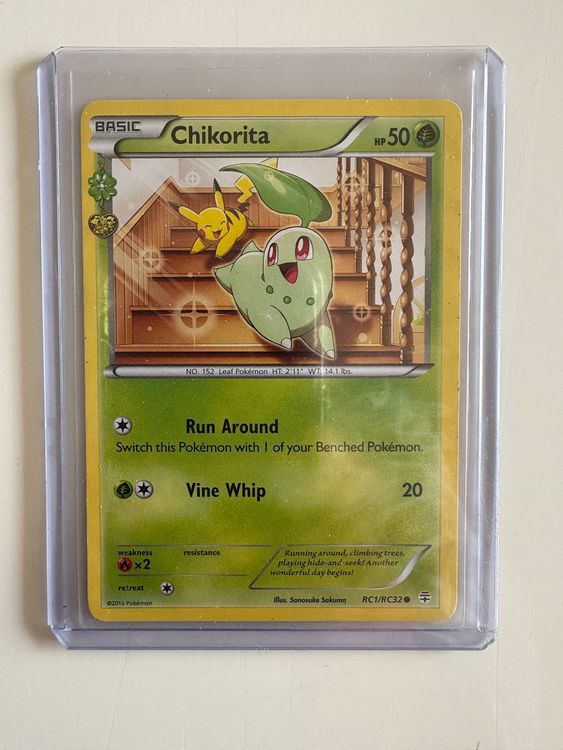 BASIC Chikorita HP50
NO. 152 Leaf Pokémon HT: 2'11" WT: 14.1 lbs.
Run Around
Switch this Pokémon with 1 of your Benched Pokémon.
Vine Whip 20
weakness resistance
×2
retreat
Running around, climbing trees,
playing hide-and-seek! Another
wonderful day begins!
©2015 Pokémon Illus. Sanosuke Sakuma RC1/RC32